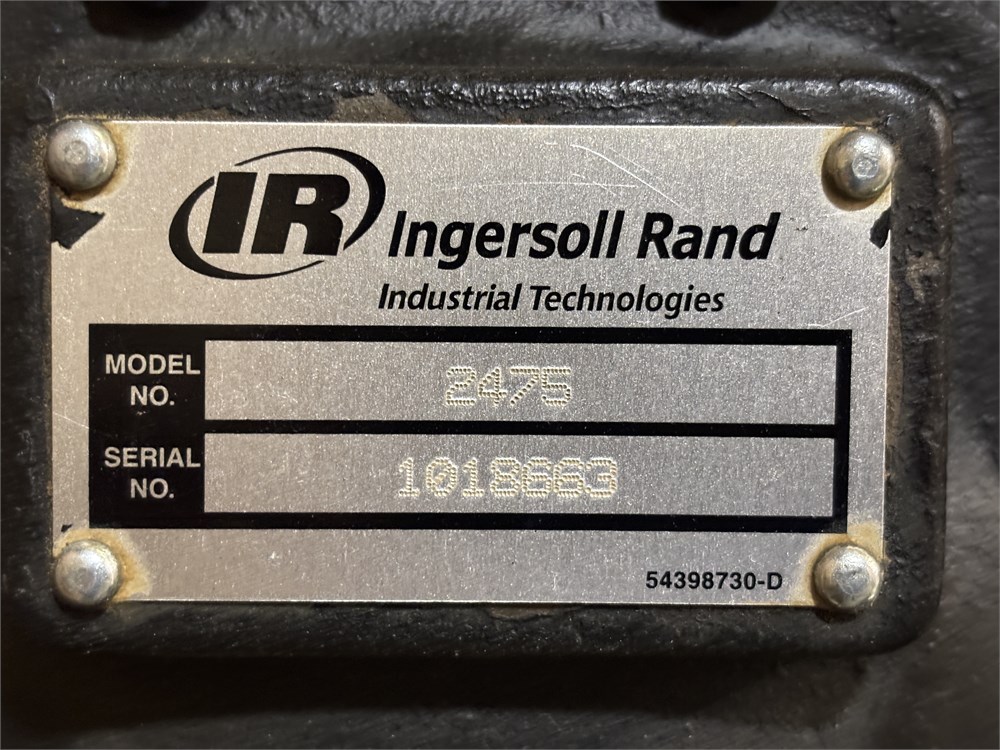 IR Ingersoll Rand
Industrial Technologies
MODEL NO. 2475
SERIAL NO. 1018663
54398730-D